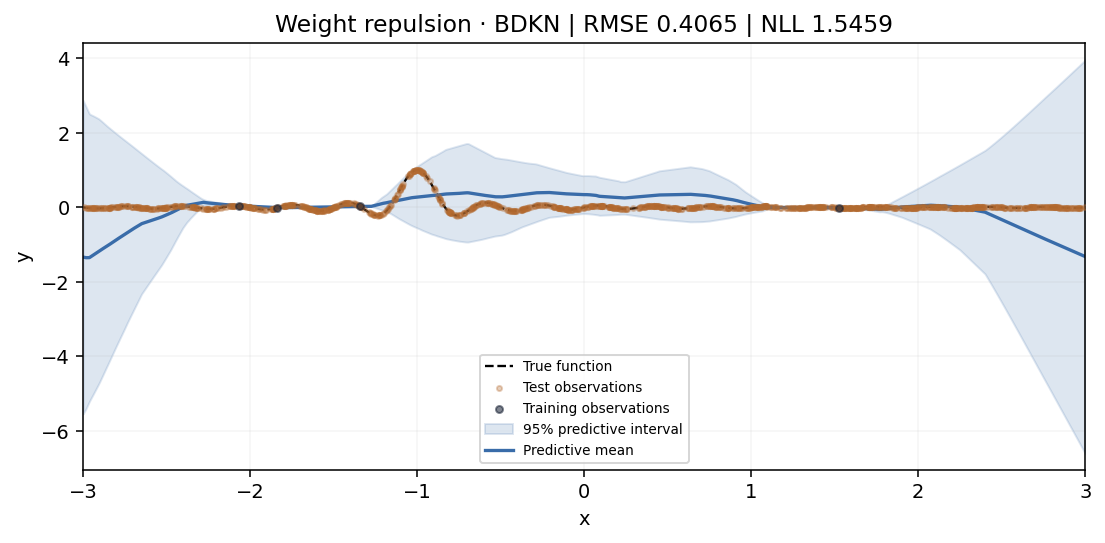 Weight repulsion · BDKN | RMSE 0.4065 | NLL 1.5459
4
2
0
−2
−4
−6
y
True function
Test observations
Training observations
95% predictive interval
Predictive mean
−3
−2
−1
0
1
2
3
x